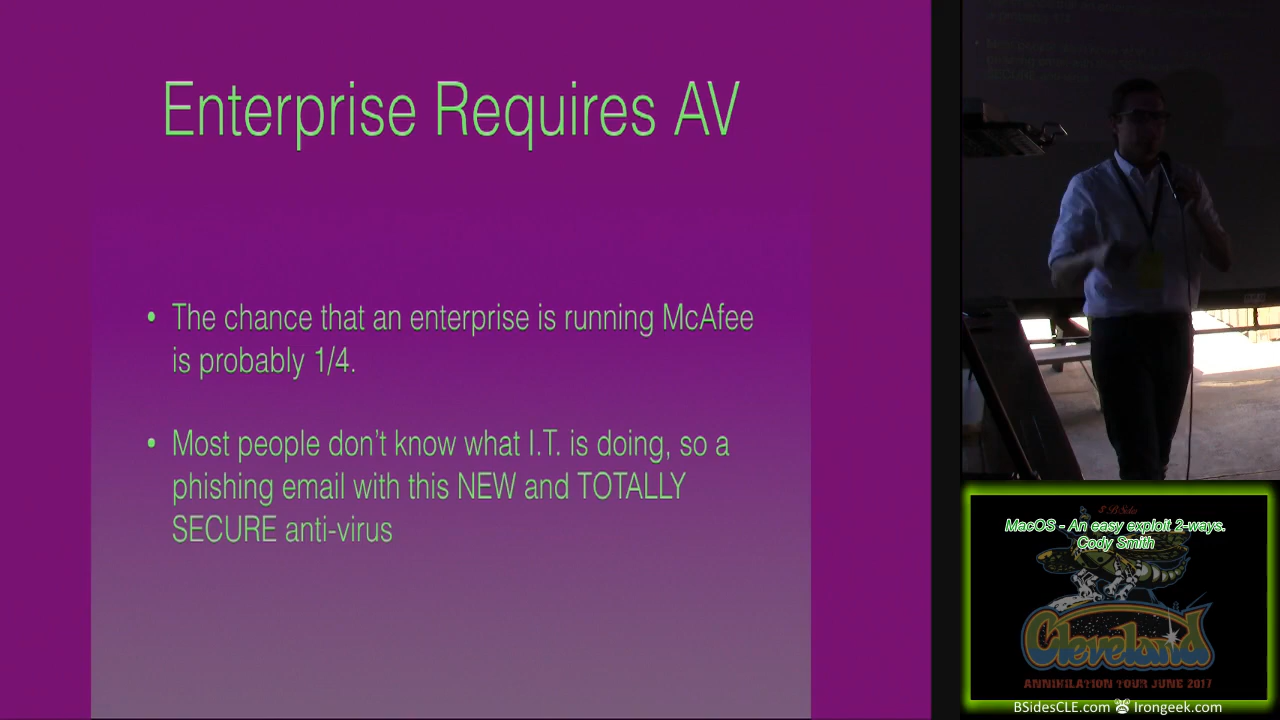 Enterprise Requires AV
• The chance that an enterprise is running McAfee
is probably 1/4.
• Most people don't know what I.T. is doing, so a
phishing email with this NEW and TOTALLY
SECURE anti-virus
MacOS - An easy exploit 2-ways.
Cody Smith
Cleveland
ANNIHILATION TOUR JUNE 2017
BSidesCLE.com Irongeek.com